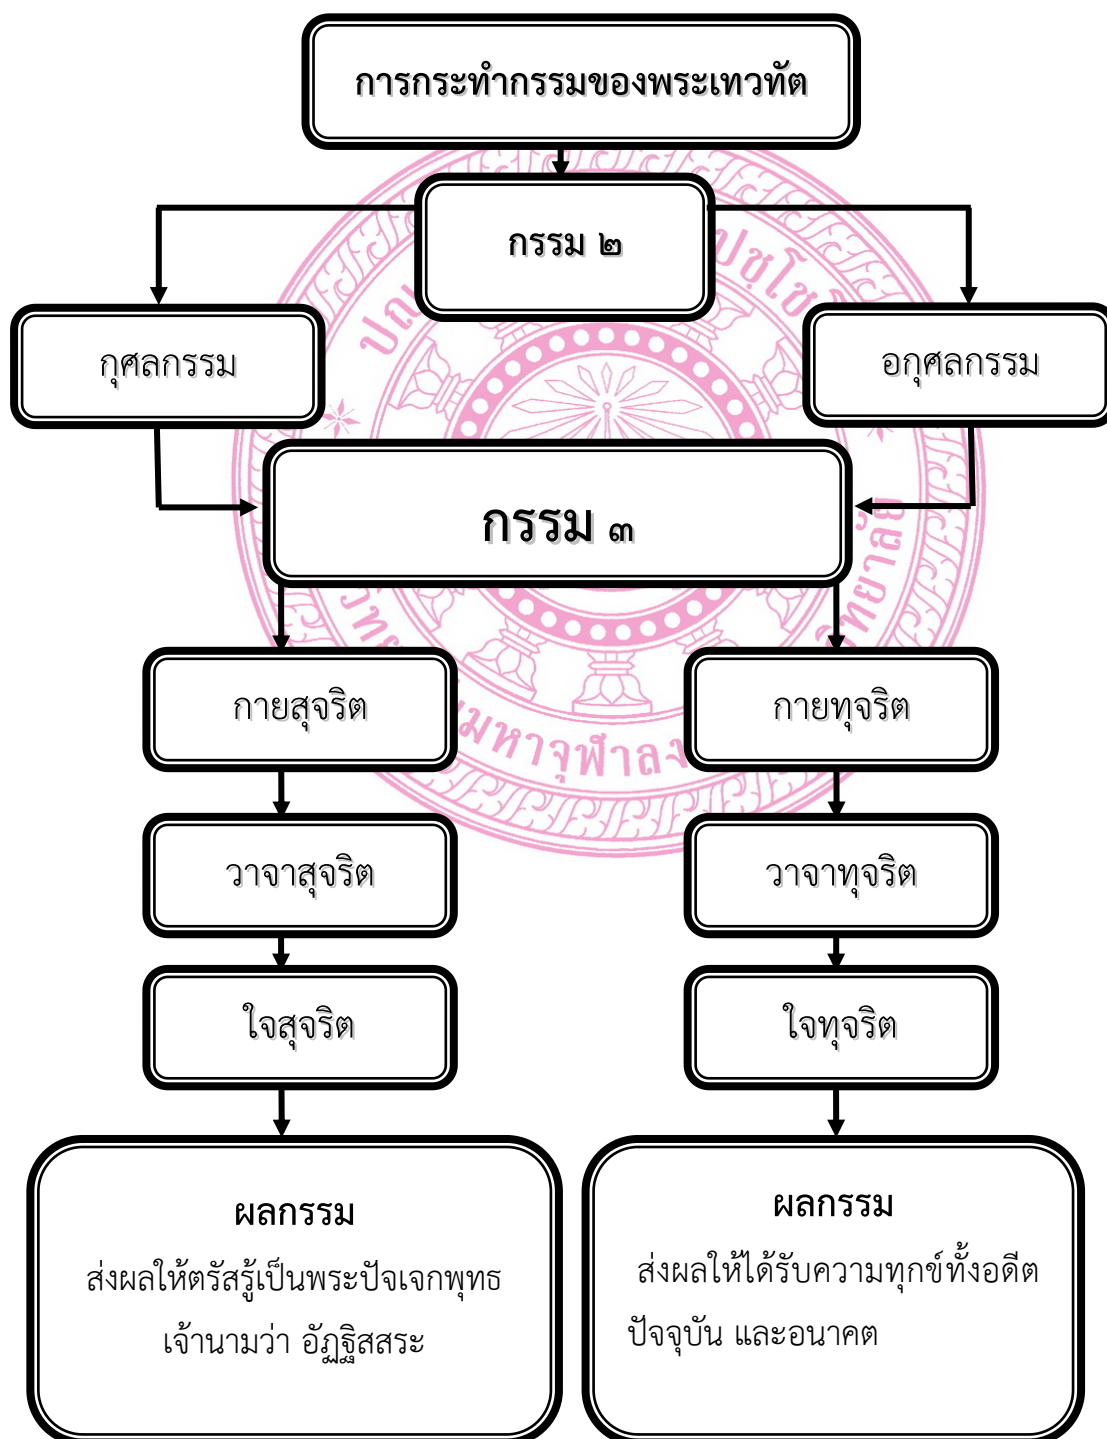 การกระทำกรรมของพระเทวทัต
กรรม ๒
กุศลกรรม
อกุศลกรรม
กรรม ๓
กายสุจริต
กายทุจริต
วาจาสุจริต
วาจาทุจริต
ใจสุจริต
ใจทุจริต
ผลกรรม
ส่งผลให้ตรัสรู้เป็นพระปัจเจกพุทธ
เจ้านามว่า อัฏฐิสสระ
ผลกรรม
ส่งผลให้ได้รับความทุกข์ทั้งอดีต
ปัจจุบัน และอนาคต